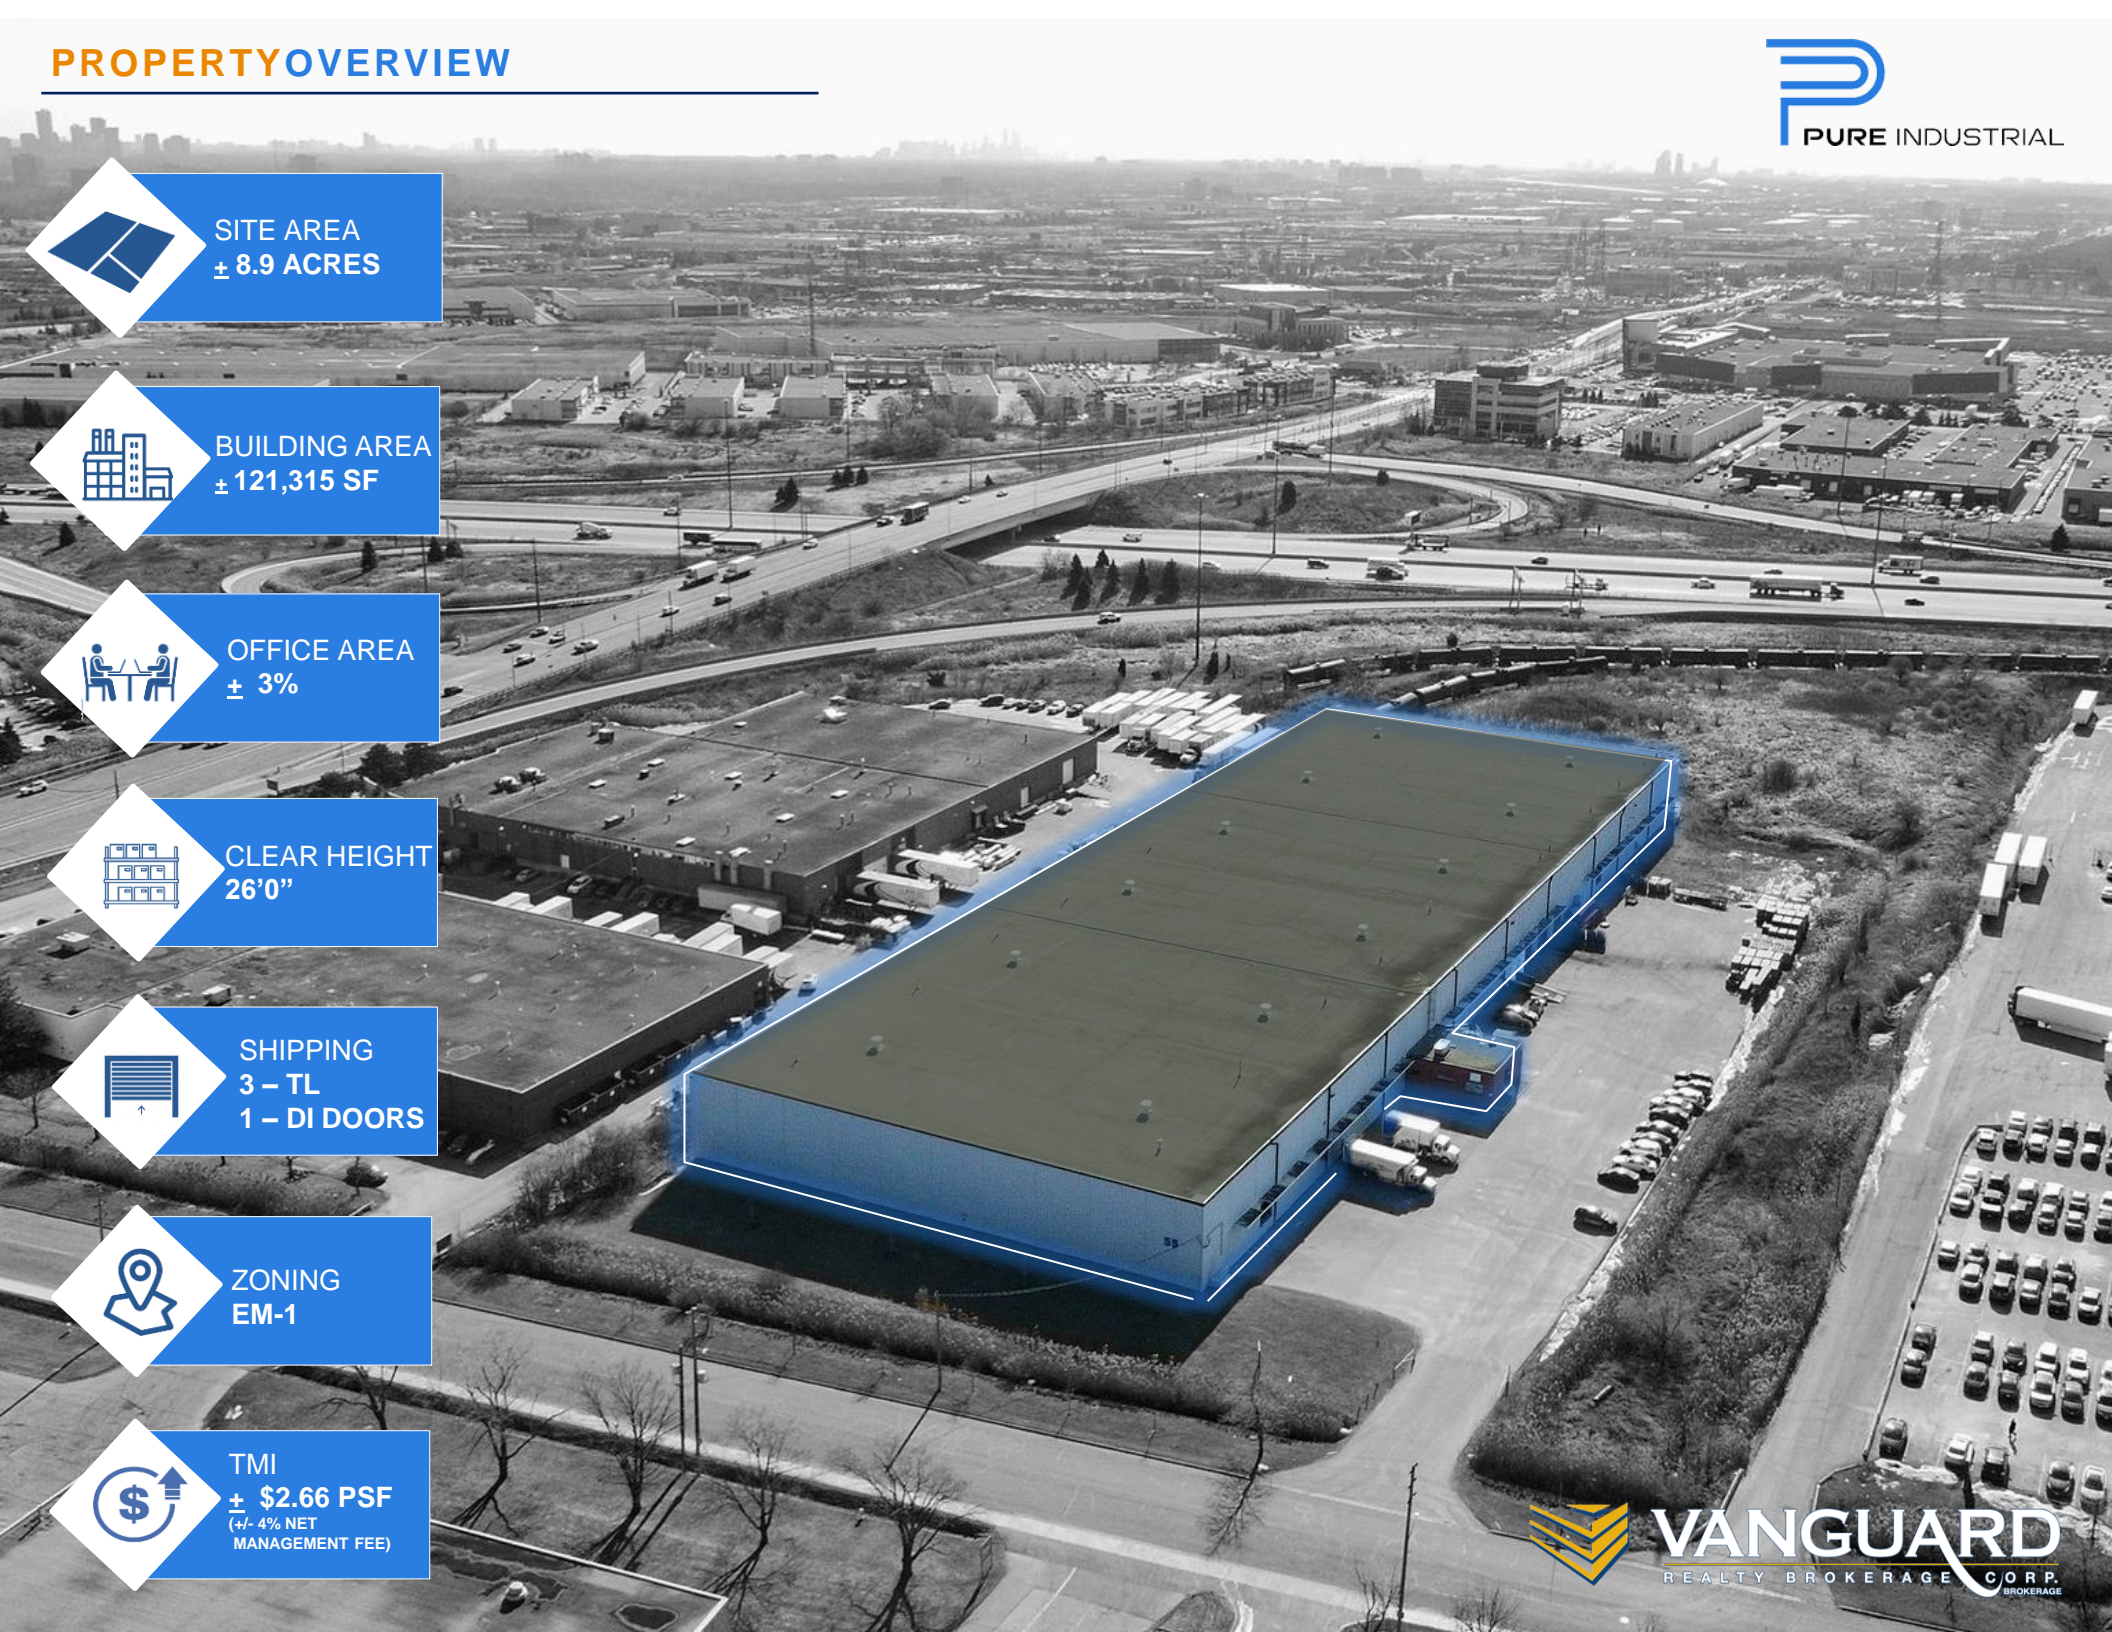 PROPERTYOVERVIEW
PURE INDUSTRIAL
SITE AREA
± 8.9 ACRES
BUILDING AREA
± 121,315 SF
OFFICE AREA
± 3%
CLEAR HEIGHT
26’0”
SHIPPING
3 – TL
1 – DI DOORS
ZONING
EM-1
TMI
± $2.66 PSF
(+/- 4% NET
MANAGEMENT FEE)
$
55
VANGUARD
REALTY BROKERAGE CORP.
BROKERAGE